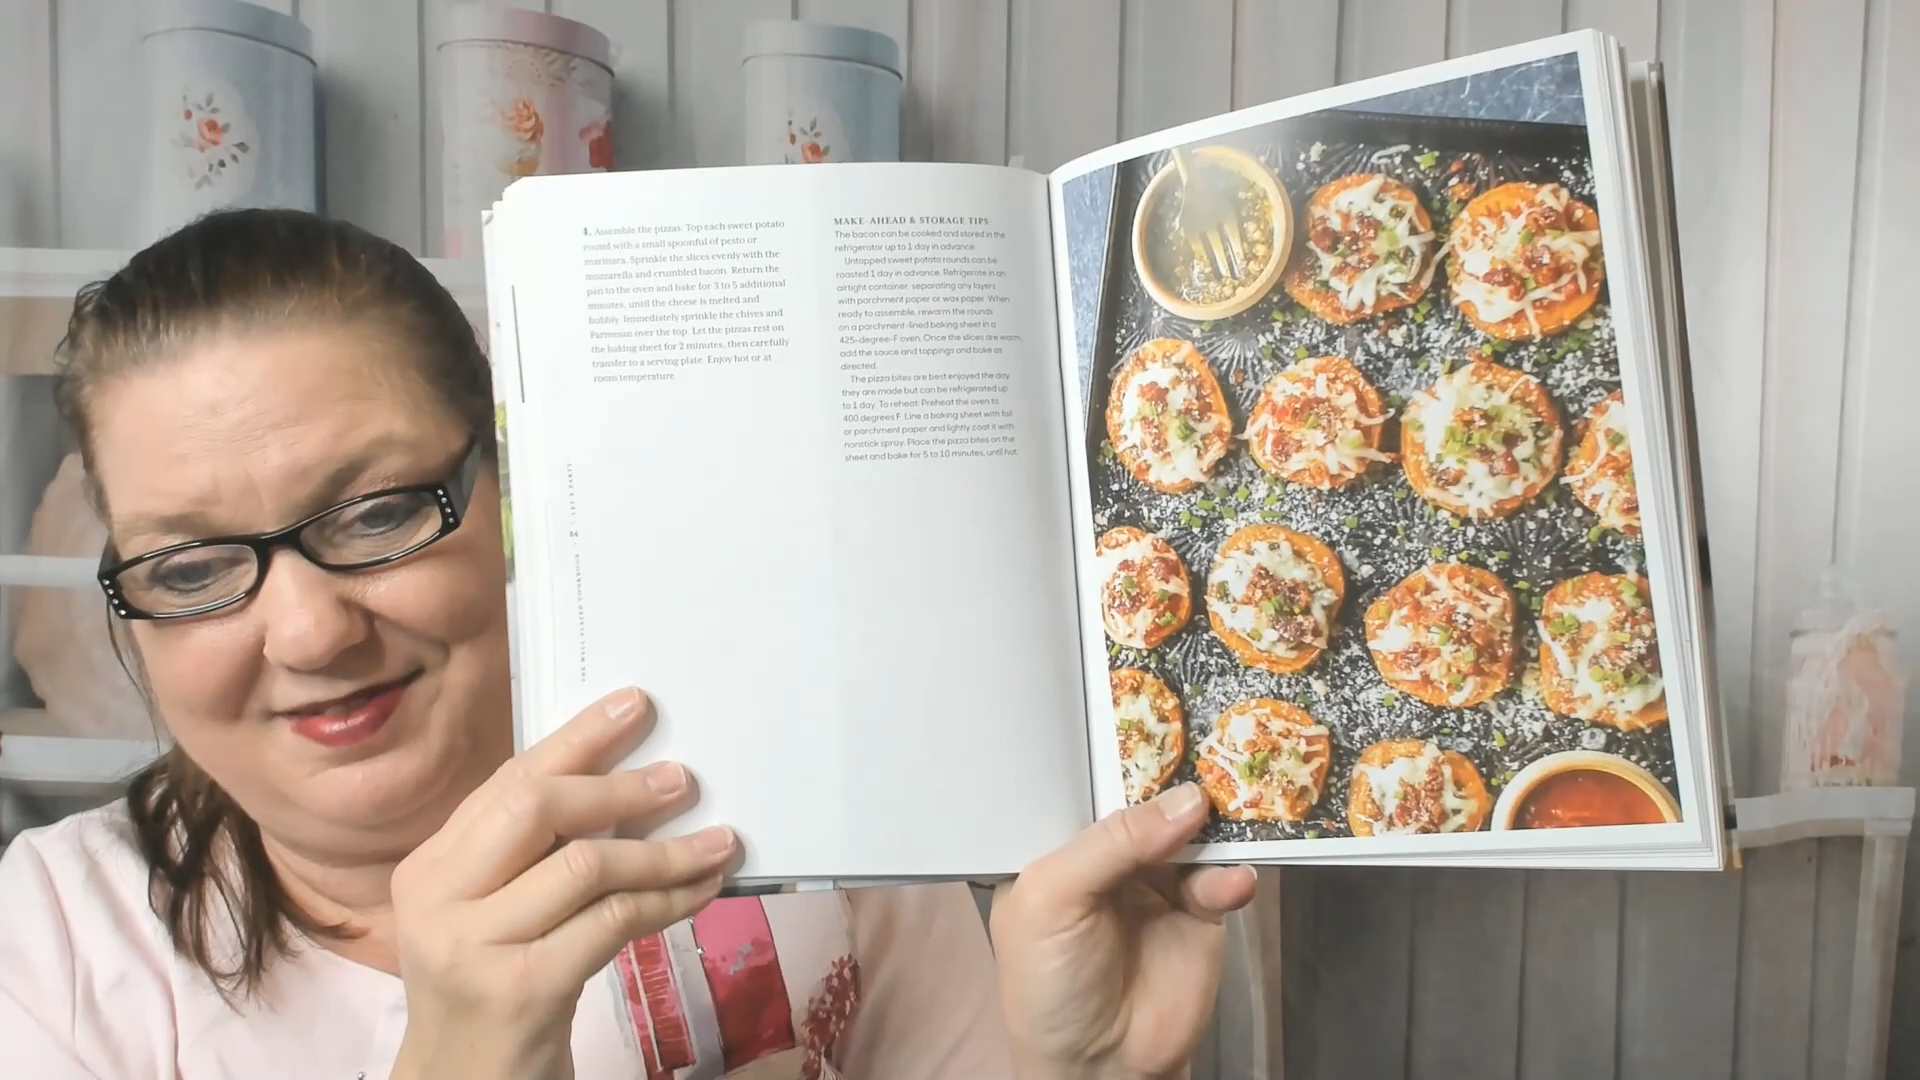 4. Assemble the pizzas: Top each sweet potato
round with a small spoonful of pesto or
marinara. Sprinkle the slices evenly with the
mozzarella and crumbled bacon. Return the
pan to the oven and bake for 3 to 5 additional
minutes, until the cheese is melted and
bubbly. Immediately sprinkle the chives and
Parmesan over the top. Let the pizzas rest on
the baking sheet for 2 minutes, then carefully
transfer to a serving plate. Enjoy hot or at
room temperature.
MAKE-AHEAD & STORAGE TIPS
The bacon can be cooked and stored in the
refrigerator up to 1 day in advance.
Untopped sweet potato rounds can be
roasted 1 day in advance. Refrigerate in an
airtight container, separating any layers
with parchment paper or wax paper. When
ready to assemble, rewarm the rounds
on a parchment-lined baking sheet in a
425-degree-F oven. Once the slices are warm,
add the sauce and toppings and bake as
directed.
The pizza bites are best enjoyed the day
they are made but can be refrigerated up
to 1 day. To reheat: Preheat the oven to
400 degrees F. Line a baking sheet with foil
or parchment paper and lightly coat it with
nonstick spray. Place the pizza bites on the
sheet and bake for 5 to 10 minutes, until hot.
THE WELL PLATED COOKBOOK • 86 • LET'S PARTY